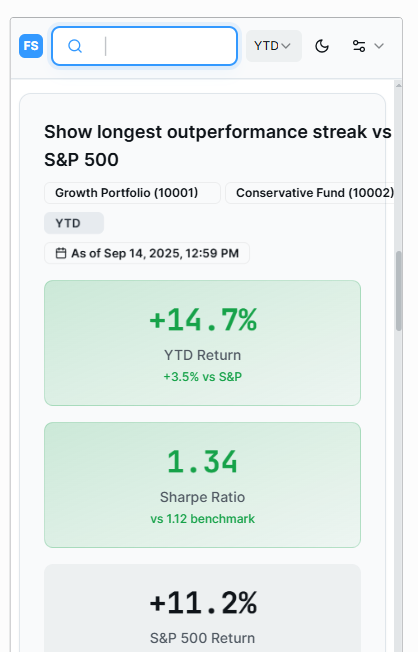 FS
YTD
Show longest outperformance streak vs
S&P 500
Growth Portfolio (10001)
Conservative Fund (10002)
YTD
As of Sep 14, 2025, 12:59 PM
+14.7%
YTD Return
+3.5% vs S&P
1.34
Sharpe Ratio
vs 1.12 benchmark
+11.2%
S&P 500 Return